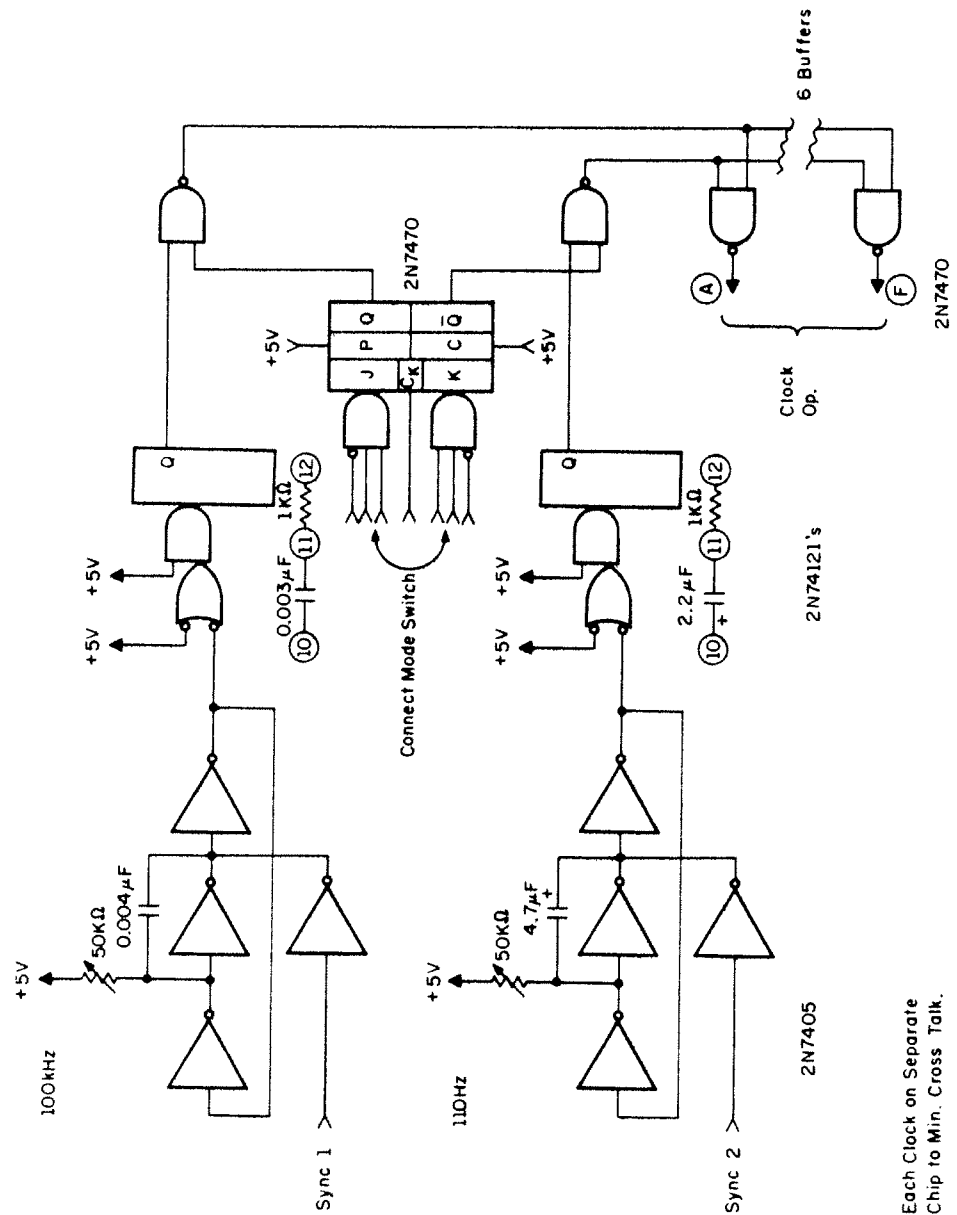 100kHz
+5V
50KΩ
0.004µF
Sync 1
+5V
+5V
0.003µF
1KΩ
10
11
12
Q
Connect Mode Switch
+5V
J
P
Q
CK
K
C
Q̅
+5V
2N7470
110Hz
+5V
50KΩ
4.7µF
+
Sync 2
2N7405
+5V
+5V
2.2µF
+
1KΩ
10
11
12
Q
2N74121's
6 Buffers
A
F
Clock
Op.
2N7470
Each Clock on Separate
Chip to Min. Cross Talk.